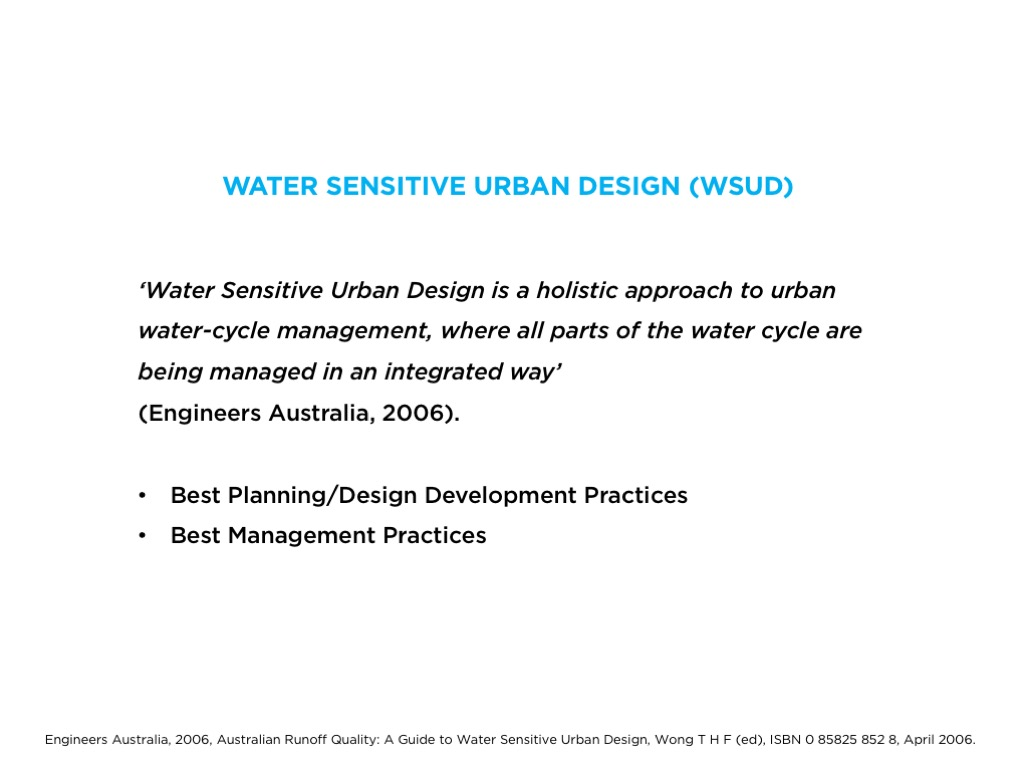 WATER SENSITIVE URBAN DESIGN (WSUD)
‘Water Sensitive Urban Design is a holistic approach to urban
water-cycle management, where all parts of the water cycle are
being managed in an integrated way’
(Engineers Australia, 2006).
• Best Planning/Design Development Practices
• Best Management Practices
Engineers Australia, 2006, Australian Runoff Quality: A Guide to Water Sensitive Urban Design, Wong T H F (ed), ISBN 0 85825 852 8, April 2006.